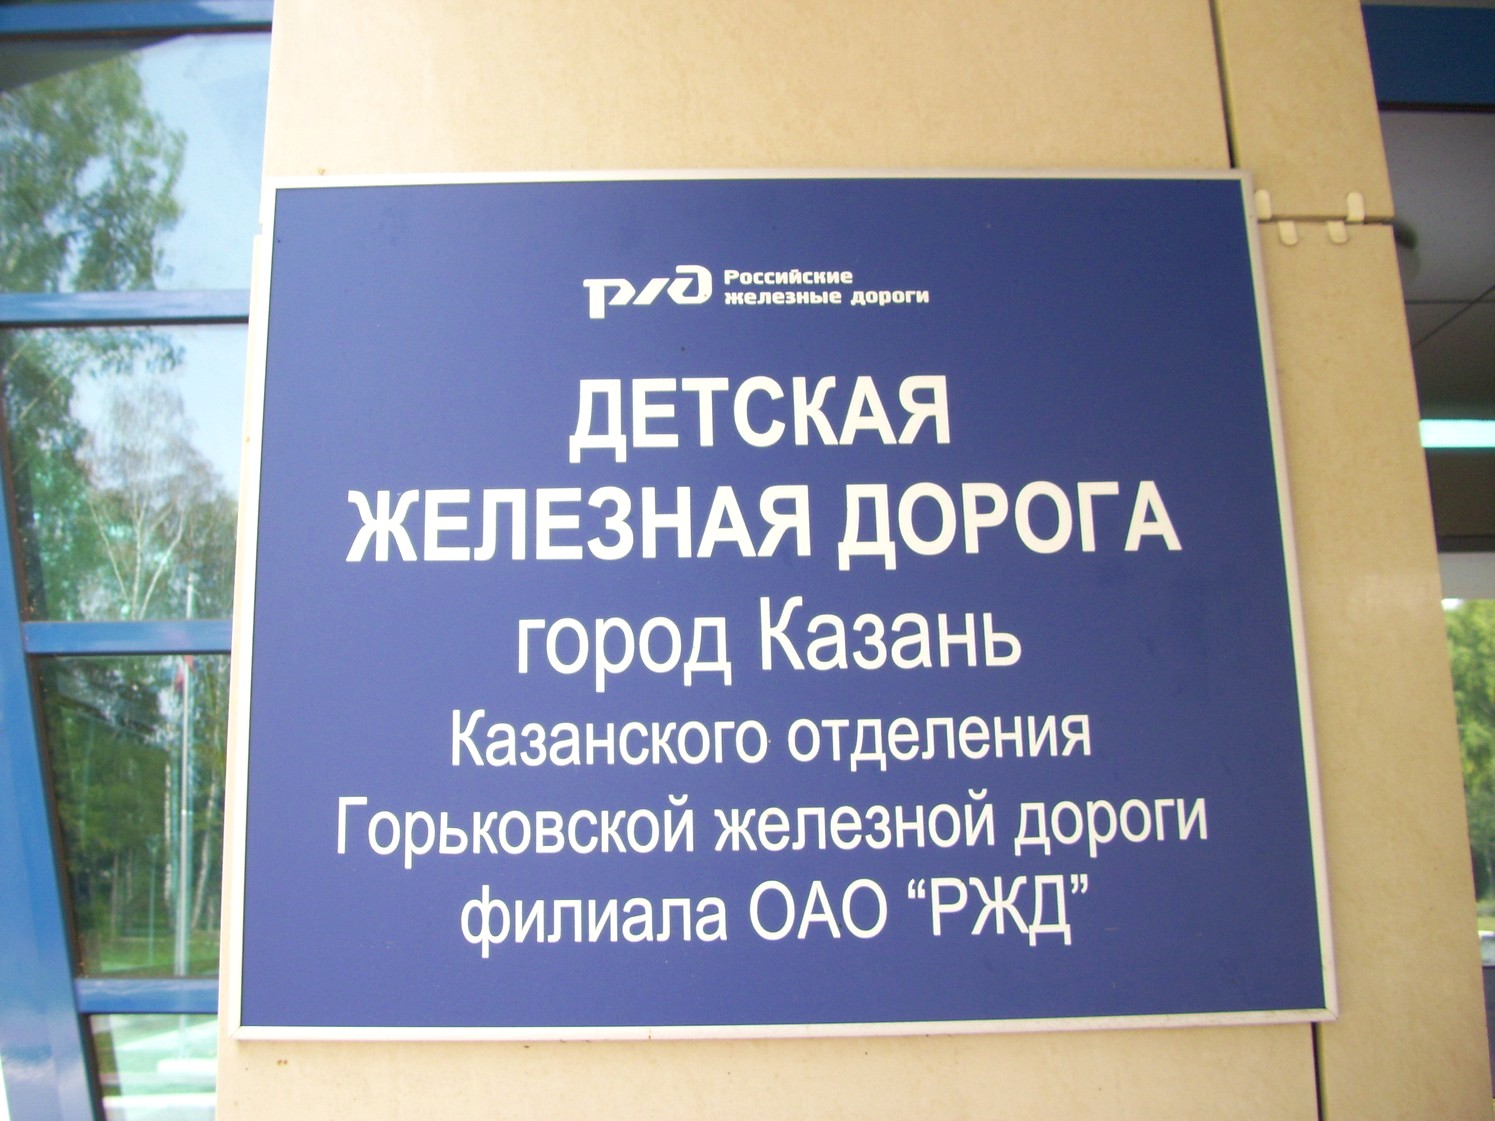 ржд Российские
железные дороги
ДЕТСКАЯ
ЖЕЛЕЗНАЯ ДОРОГА
город Казань
Казанского отделения
Горьковской железной дороги
филиала ОАО “РЖД”